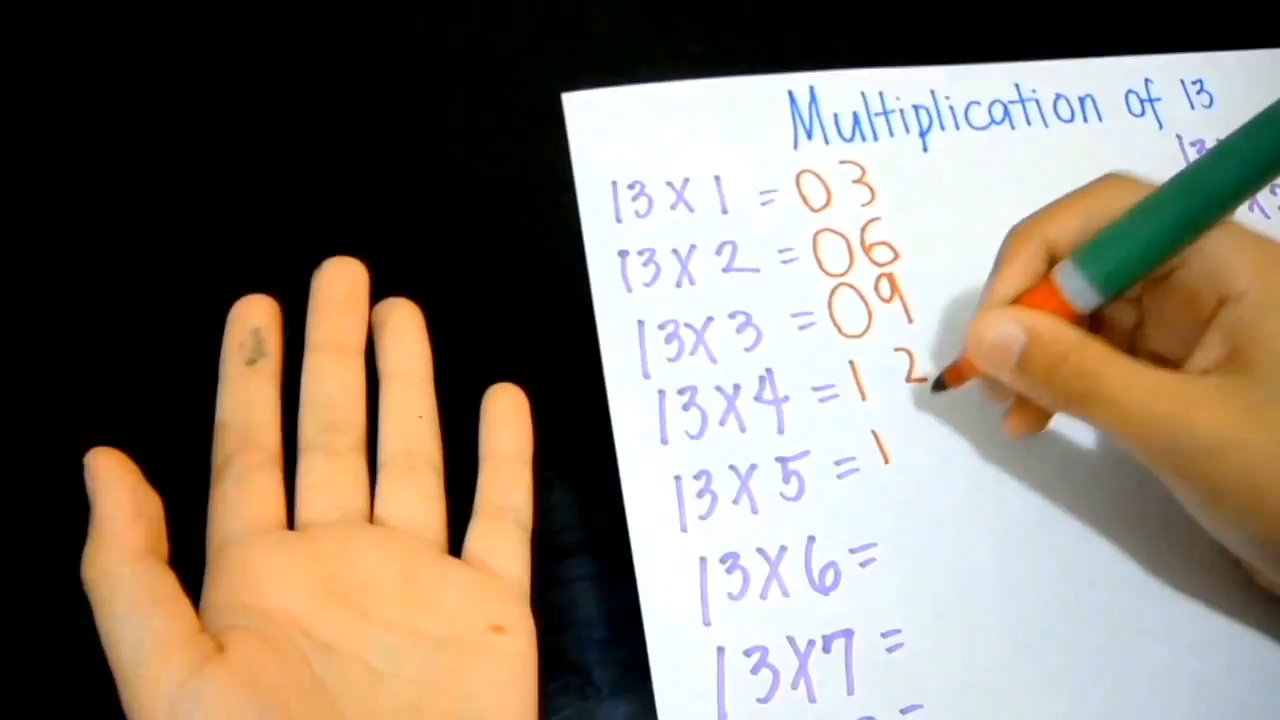 Multiplication of 13
13 X 1 = 03
13 X 2 = 06
13 X 3 = 09
13 X 4 = 1 2
13 X 5 = 1
13 X 6 =
13 X 7 =
=
13